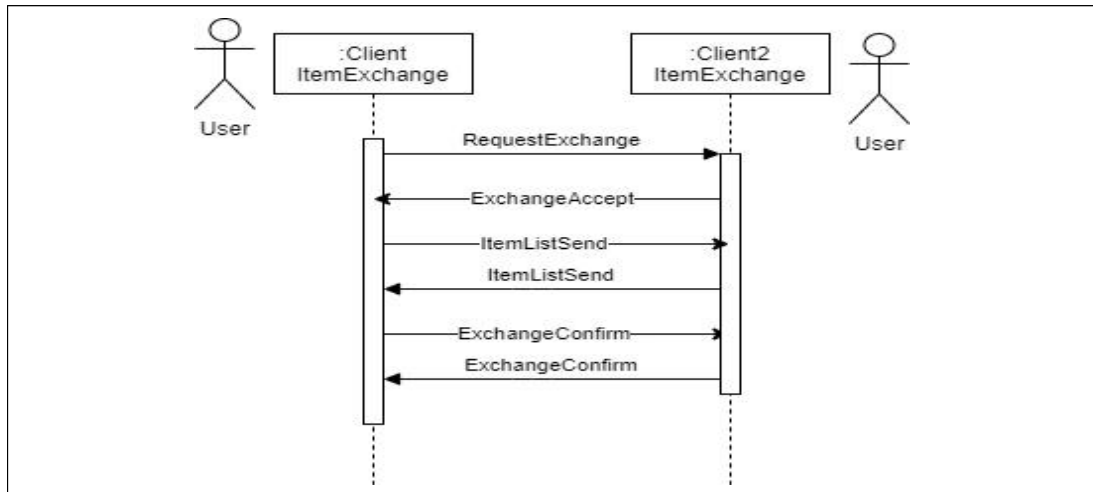 :Client
ItemExchange
:Client2
ItemExchange
User
User
RequestExchange
ExchangeAccept
ItemListSend
ItemListSend
ExchangeConfirm
ExchangeConfirm